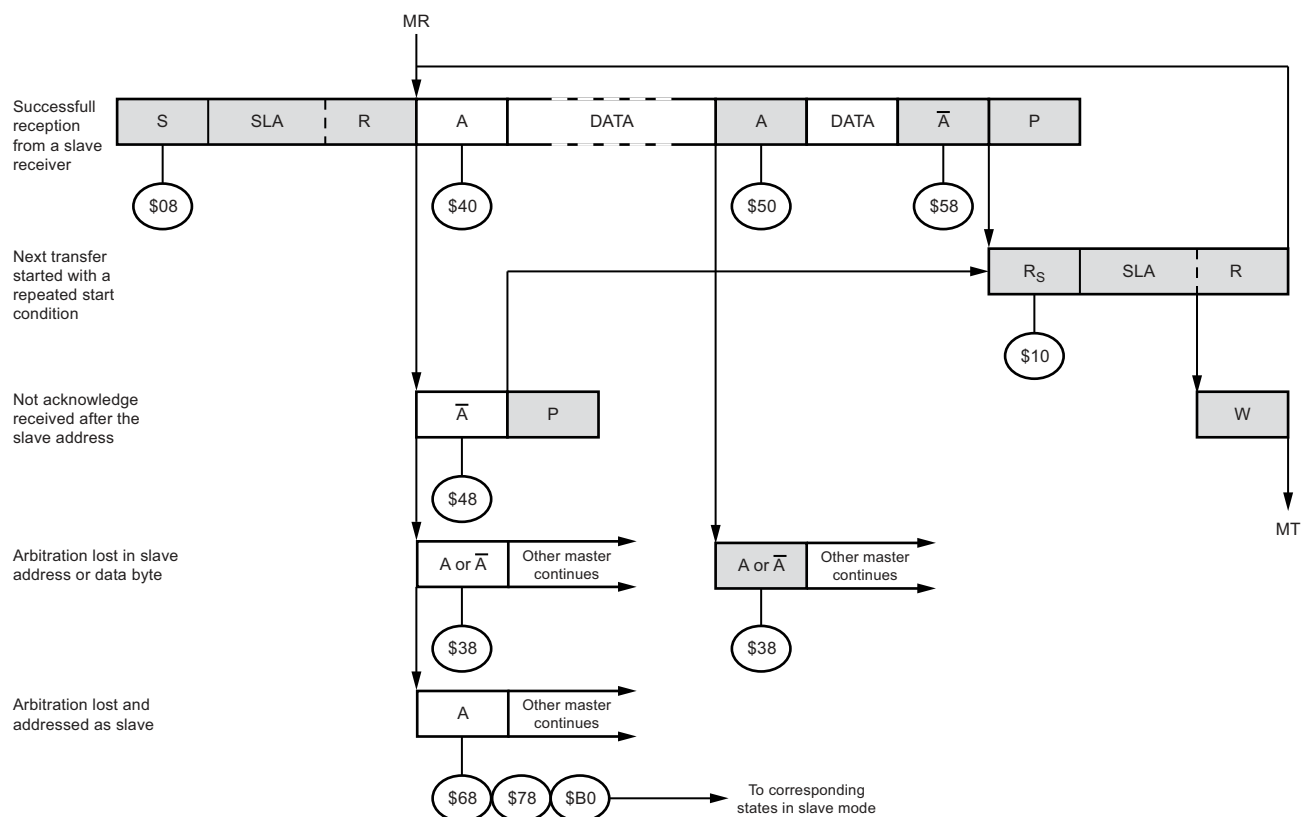 MR
Successfull
reception
from a slave
receiver
S
SLA
R
A
DATA
A
DATA
A̅
P
$08
$40
$50
$58
Next transfer
started with a
repeated start
condition
RS
SLA
R
$10
Not acknowledge
received after the
slave address
A̅
P
W
$48
MT
Arbitration lost in slave
address or data byte
A or A̅
Other master
continues
A or A̅
Other master
continues
$38
$38
Arbitration lost and
addressed as slave
A
Other master
continues
$68
$78
$B0
To corresponding
states in slave mode